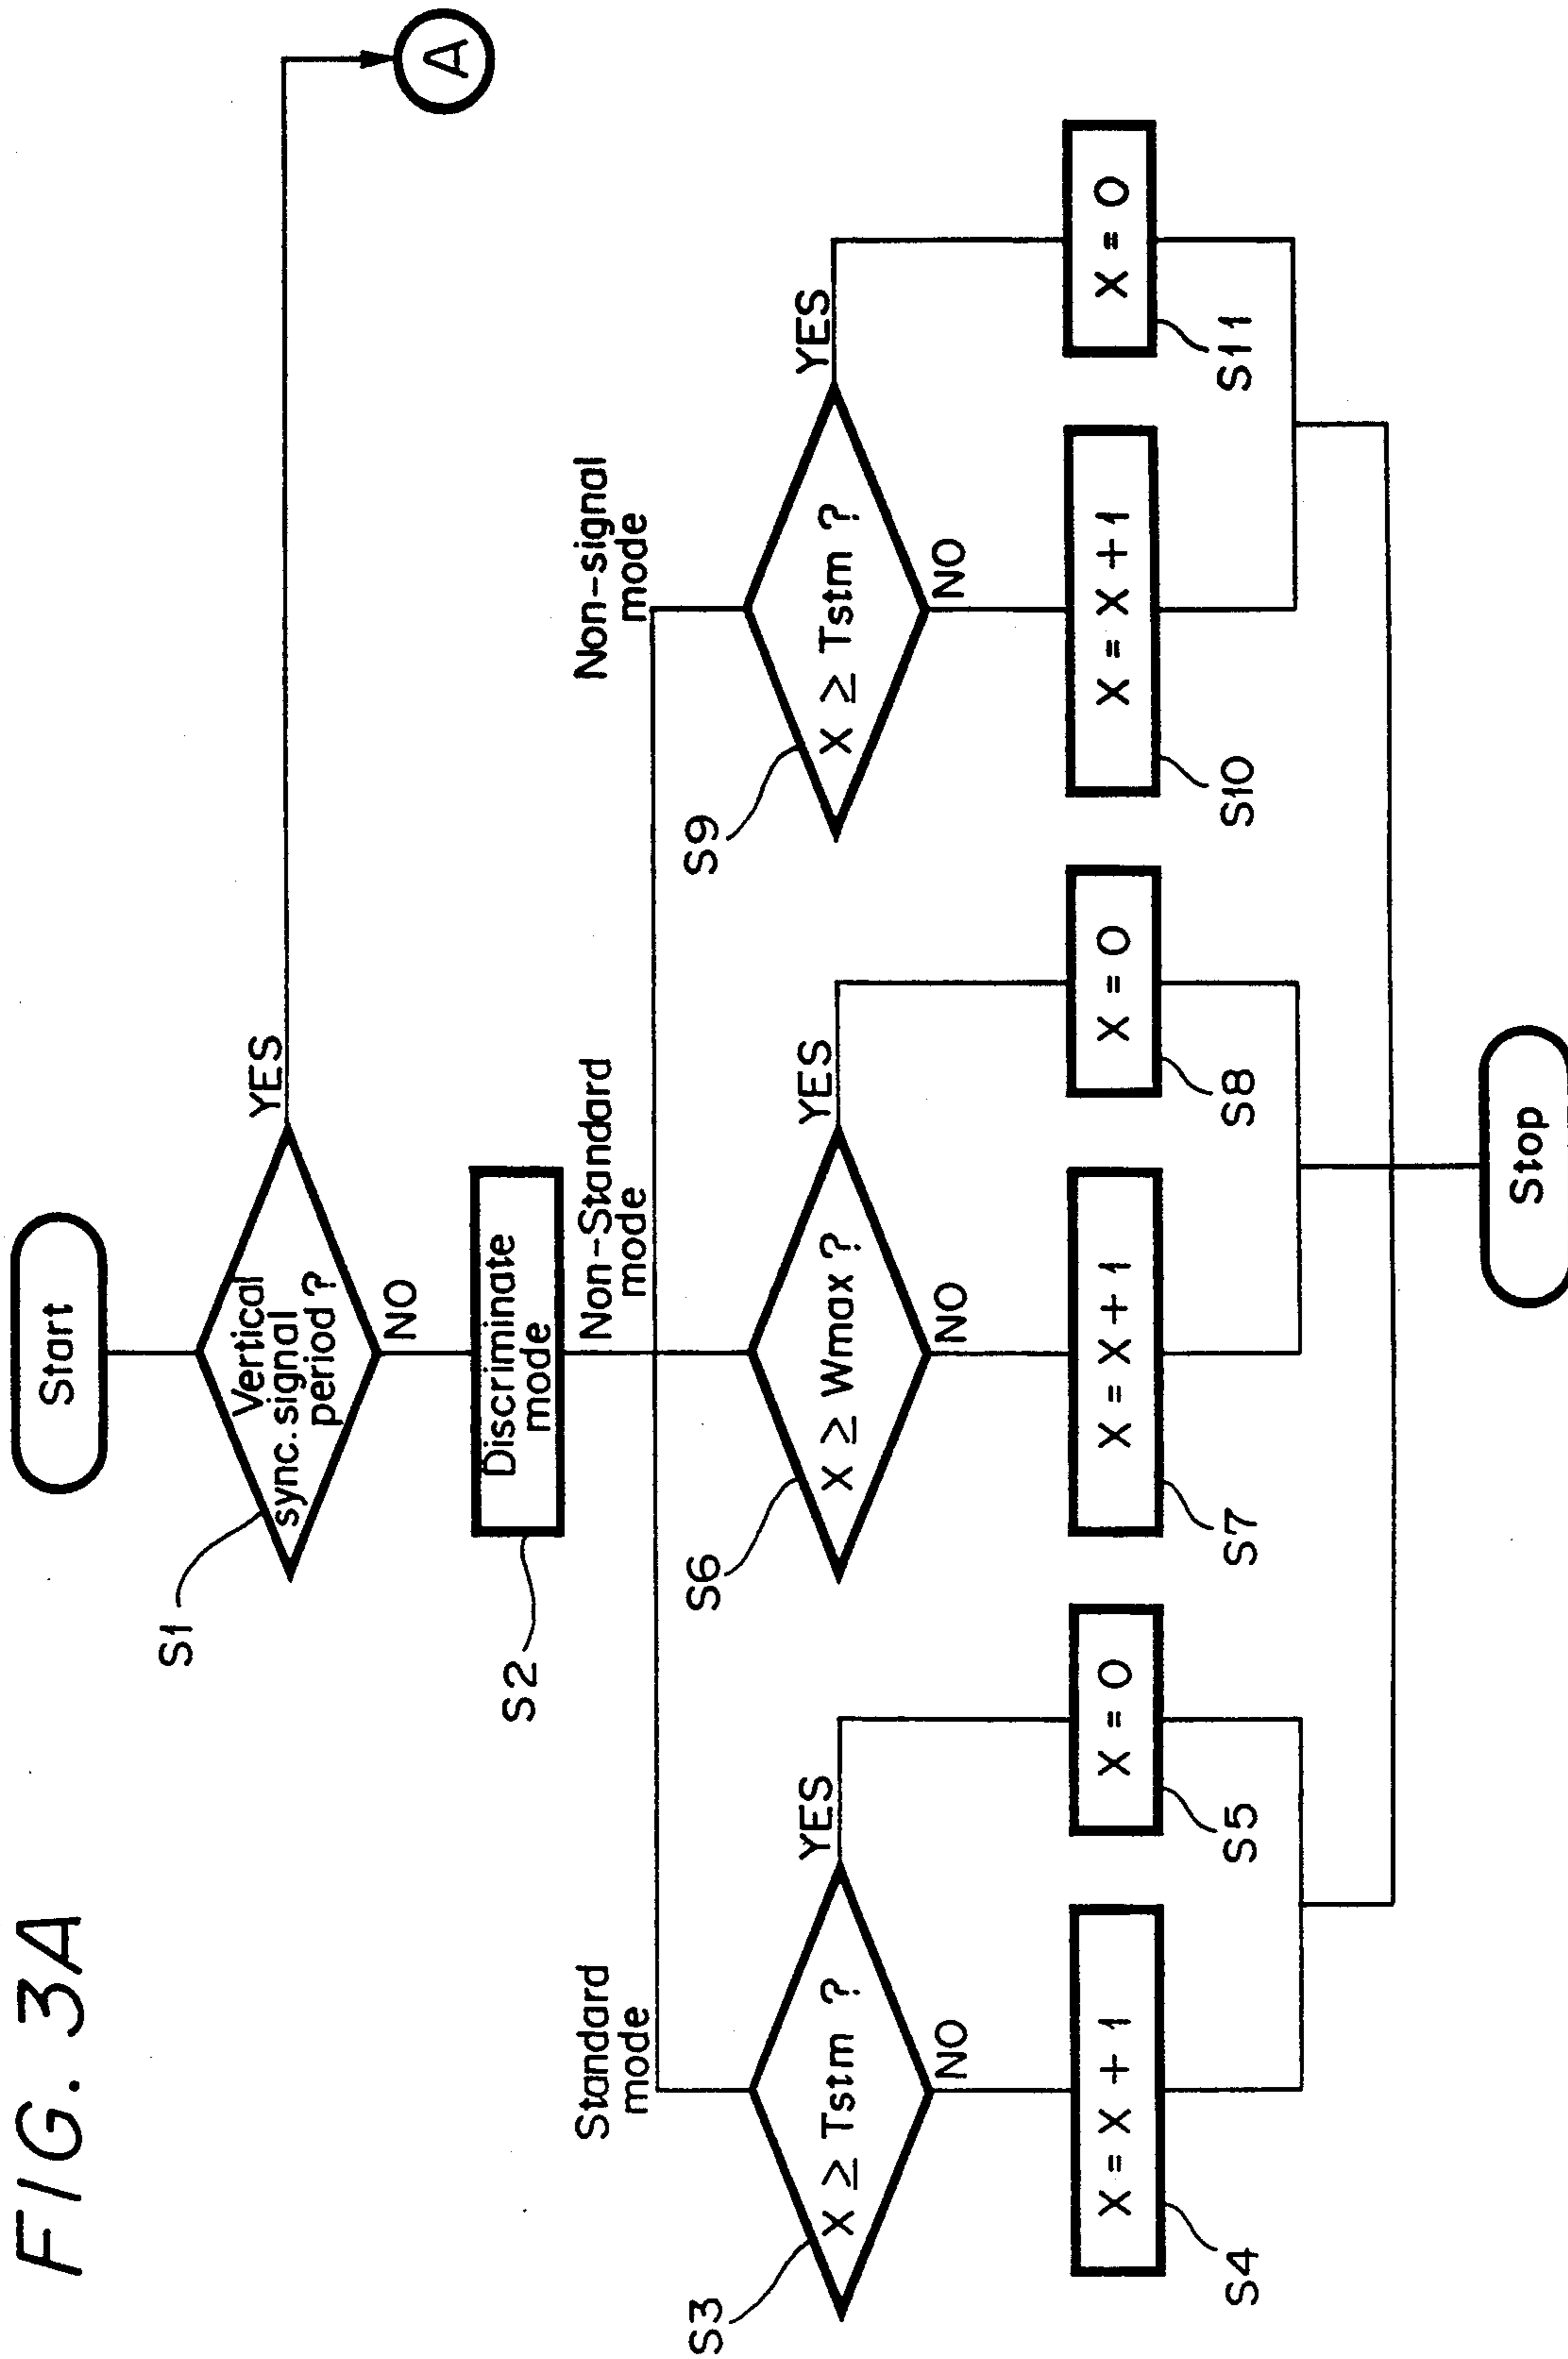 FIG. 3A
Start
S1
Vertical
sync. signal
period ?
YES
A
NO
S2
Discriminate
mode
Standard
mode
Non-Standard
mode
Non-signal
mode
S3
X ≥ Tstm ?
YES
NO
S6
X ≥ Wmax ?
YES
NO
S9
X ≥ Tstm ?
YES
NO
X = X + 1
S4
X = 0
S5
X = X + 1
S7
X = 0
S8
X = X + 1
S10
X = 0
S11
Stop